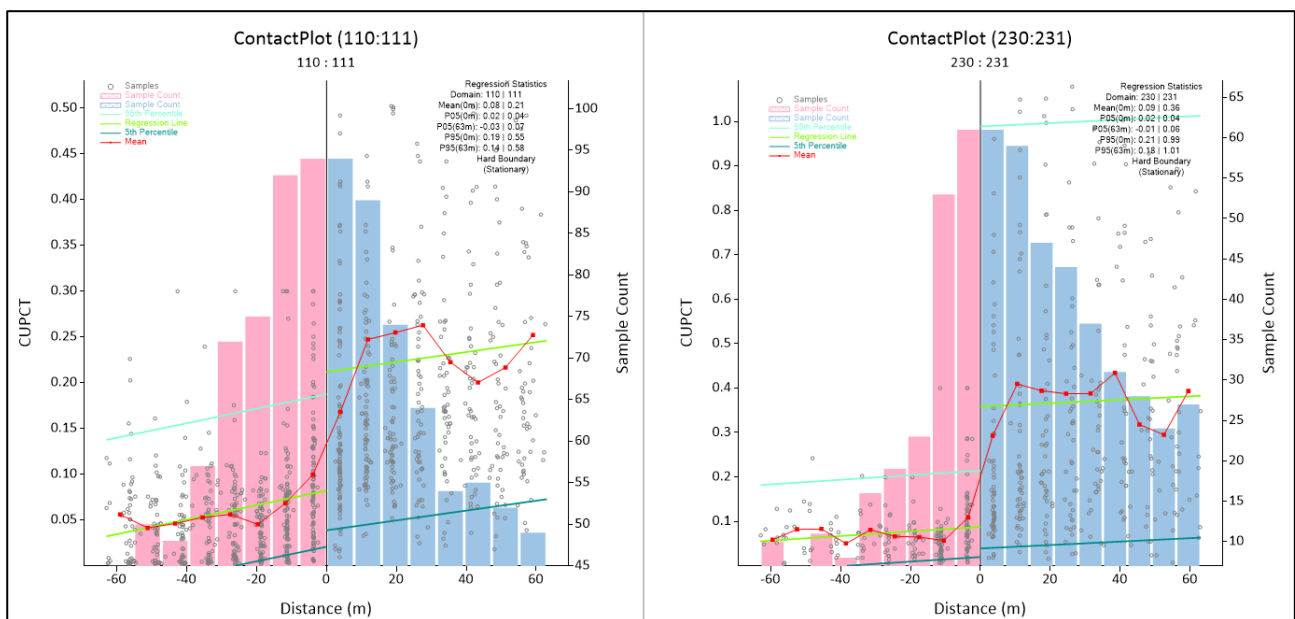 ContactPlot (110:111)
110 : 111
Samples
Sample Count
Sample Count
95th Percentile
Regression Line
5th Percentile
Mean
Regression Statistics
Domain: 110 | 111
Mean(0m): 0.08 | 0.21
P05(0m): 0.02 | 0.04
P05(63m): -0.03 | 0.07
P95(0m): 0.19 | 0.55
P95(63m): 0.14 | 0.58
Hard Boundary
(Stationary)
0.50
0.45
0.40
0.35
0.30
0.25
0.20
0.15
0.10
0.05
CUPCT
100
95
90
85
80
75
70
65
60
55
50
45
Sample Count
-60 -40 -20 0 20 40 60
Distance (m)
ContactPlot (230:231)
230 : 231
Samples
Sample Count
Sample Count
95th Percentile
Regression Line
5th Percentile
Mean
Regression Statistics
Domain: 230 | 231
Mean(0m): 0.09 | 0.36
P05(0m): 0.02 | 0.04
P05(63m): -0.01 | 0.06
P95(0m): 0.21 | 0.99
P95(63m): 0.18 | 1.01
Hard Boundary
(Stationary)
1.0
0.9
0.8
0.7
0.6
0.5
0.4
0.3
0.2
0.1
CUPCT
65
60
55
50
45
40
35
30
25
20
15
10
Sample Count
-60 -40 -20 0 20 40 60
Distance (m)